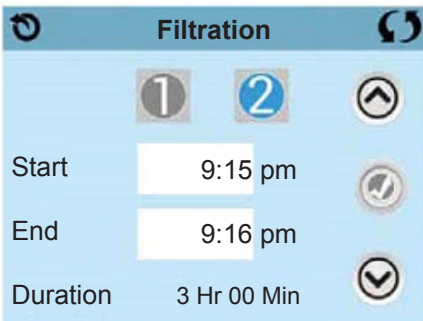 Filtration
1 2
Start 9:15 pm
End 9:16 pm
Duration 3 Hr 00 Min